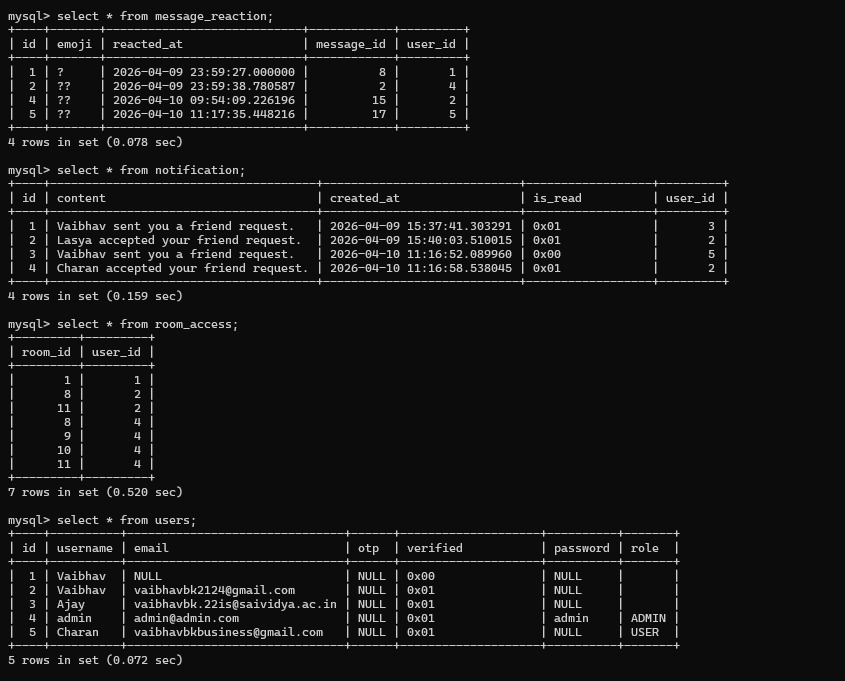 mysql> select * from message_reaction;
+----+-------+----------------------------+------------+---------+
| id | emoji | reacted_at                 | message_id | user_id |
+----+-------+----------------------------+------------+---------+
|  1 | ?     | 2026-04-09 23:59:27.000000 |          8 |       1 |
|  2 | ??    | 2026-04-09 23:59:38.780587 |          2 |       4 |
|  4 | ??    | 2026-04-10 09:54:09.226196 |         15 |       2 |
|  5 | ??    | 2026-04-10 11:17:35.448216 |         17 |       5 |
+----+-------+----------------------------+------------+---------+
4 rows in set (0.078 sec)
mysql> select * from notification;
+----+-------------------------------------+----------------------------+------------------+---------+
| id | content                             | created_at                 | is_read          | user_id |
+----+-------------------------------------+----------------------------+------------------+---------+
|  1 | Vaibhav sent you a friend request.  | 2026-04-09 15:37:41.303291 | 0x01             |       3 |
|  2 | Lasya accepted your friend request. | 2026-04-09 15:40:03.510015 | 0x01             |       2 |
|  3 | Vaibhav sent you a friend request.  | 2026-04-10 11:16:52.089960 | 0x00             |       5 |
|  4 | Charan accepted your friend request. | 2026-04-10 11:16:58.538045 | 0x01             |       2 |
+----+-------------------------------------+----------------------------+------------------+---------+
4 rows in set (0.159 sec)
mysql> select * from room_access;
+---------+---------+
| room_id | user_id |
+---------+---------+
|       1 |       1 |
|       8 |       2 |
|      11 |       2 |
|       8 |       4 |
|       9 |       4 |
|      10 |       4 |
|      11 |       4 |
+---------+---------+
7 rows in set (0.520 sec)
mysql> select * from users;
+----+----------+-----------------------------+------+------------------+----------+-------+
| id | username | email                       | otp  | verified         | password | role  |
+----+----------+-----------------------------+------+------------------+----------+-------+
|  1 | Vaibhav  | NULL                        | NULL | 0x00             | NULL     |       |
|  2 | Vaibhav  | vaibhavbk2124@gmail.com     | NULL | 0x01             | NULL     |       |
|  3 | Ajay     | vaibhavbk.22is@saividya.ac.in | NULL | 0x01             | NULL     |       |
|  4 | admin    | admin@admin.com             | NULL | 0x01             | admin    | ADMIN |
|  5 | Charan   | vaibhavbkbusiness@gmail.com | NULL | 0x01             | NULL     | USER  |
+----+----------+-----------------------------+------+------------------+----------+-------+
5 rows in set (0.072 sec)